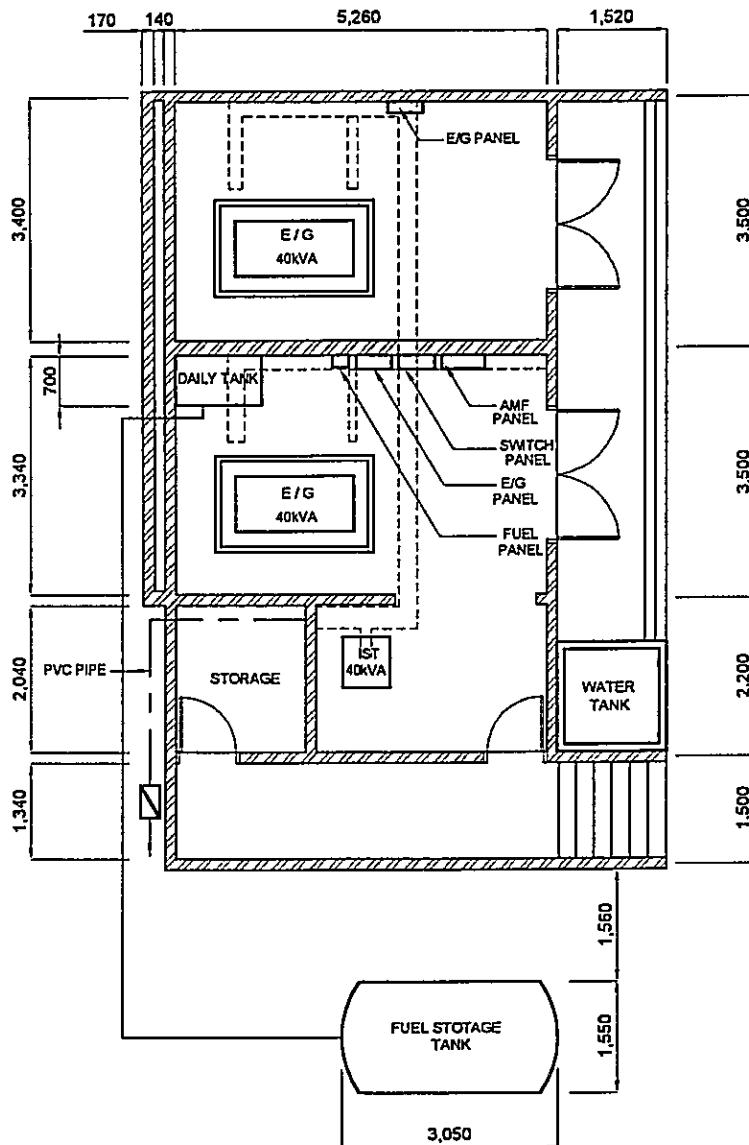 170 140 5,260 1,520
E/G PANEL
3,400
3,500
E / G
40kVA
DAILY TANK
700
AMF
PANEL
SWITCH
PANEL
E/G
PANEL
FUEL
PANEL
3,340
3,500
E / G
40kVA
PVC PIPE
STORAGE
IST
40kVA
WATER
TANK
2,040
2,200
1,340
1,500
1,560
FUEL STOTAGE
TANK
1,550
3,050